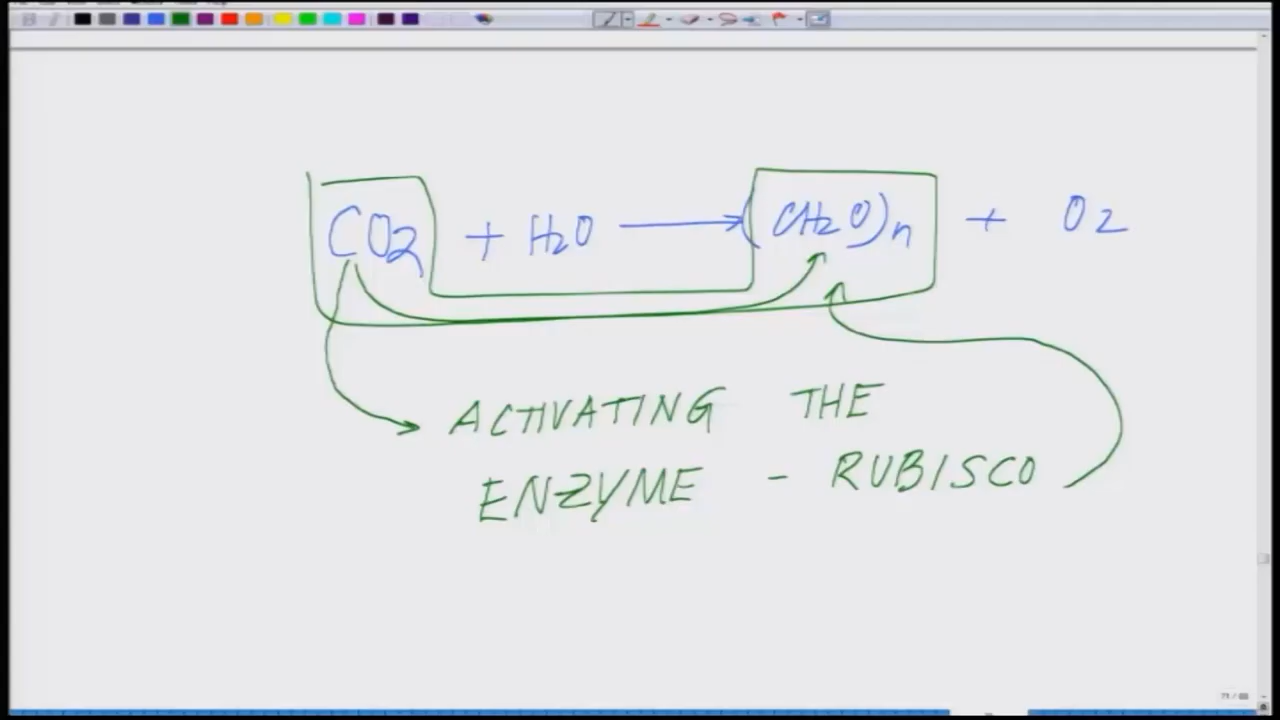 CO2 + H2O → (CH2O)n + O2
ACTIVATING THE
ENZYME - RUBISCO